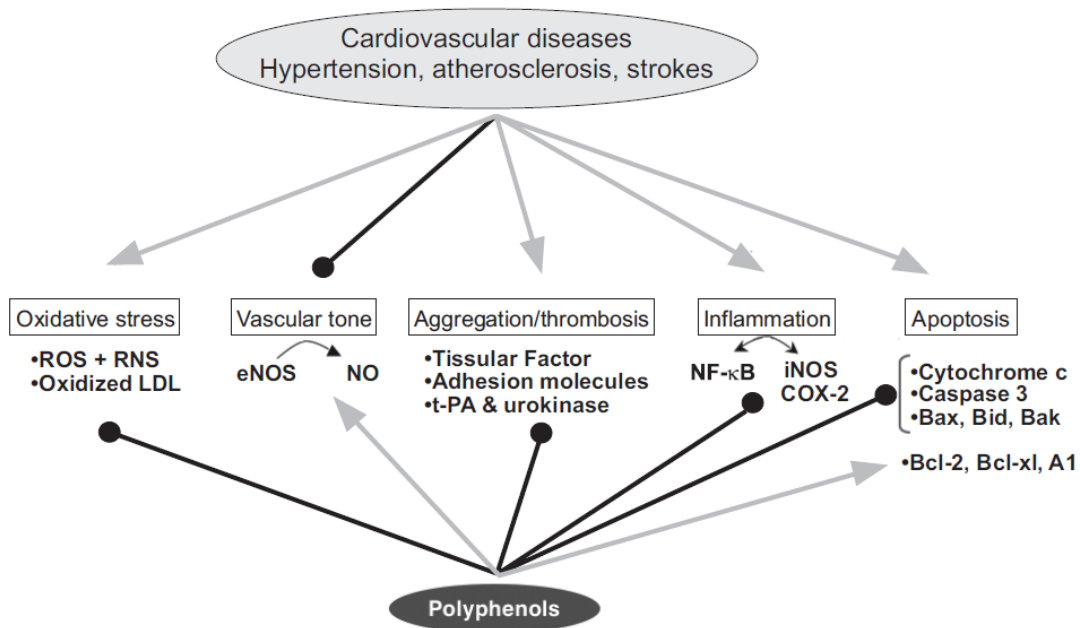 Cardiovascular diseases
Hypertension, atherosclerosis, strokes
Oxidative stress
•ROS + RNS
•Oxidized LDL
Vascular tone
eNOS NO
Aggregation/thrombosis
•Tissular Factor
•Adhesion molecules
•t-PA & urokinase
Inflammation
NF-κB iNOS
COX-2
Apoptosis
•Cytochrome c
•Caspase 3
•Bax, Bid, Bak
•Bcl-2, Bcl-xl, A1
Polyphenols